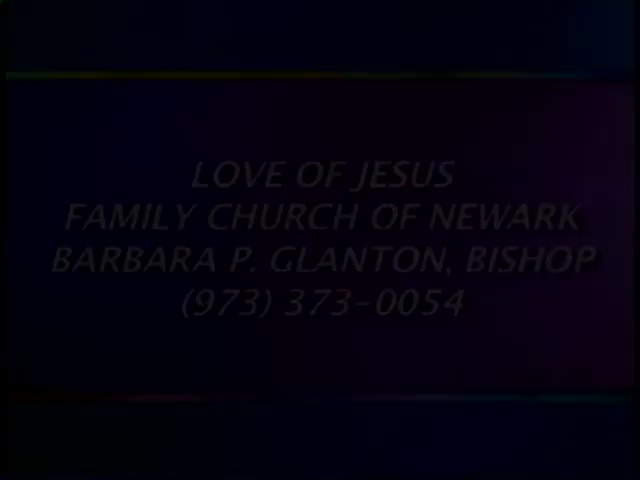 LOVE OF JESUS
FAMILY CHURCH OF NEWARK
BARBARA P. GLANTON, BISHOP
(973) 373-0054